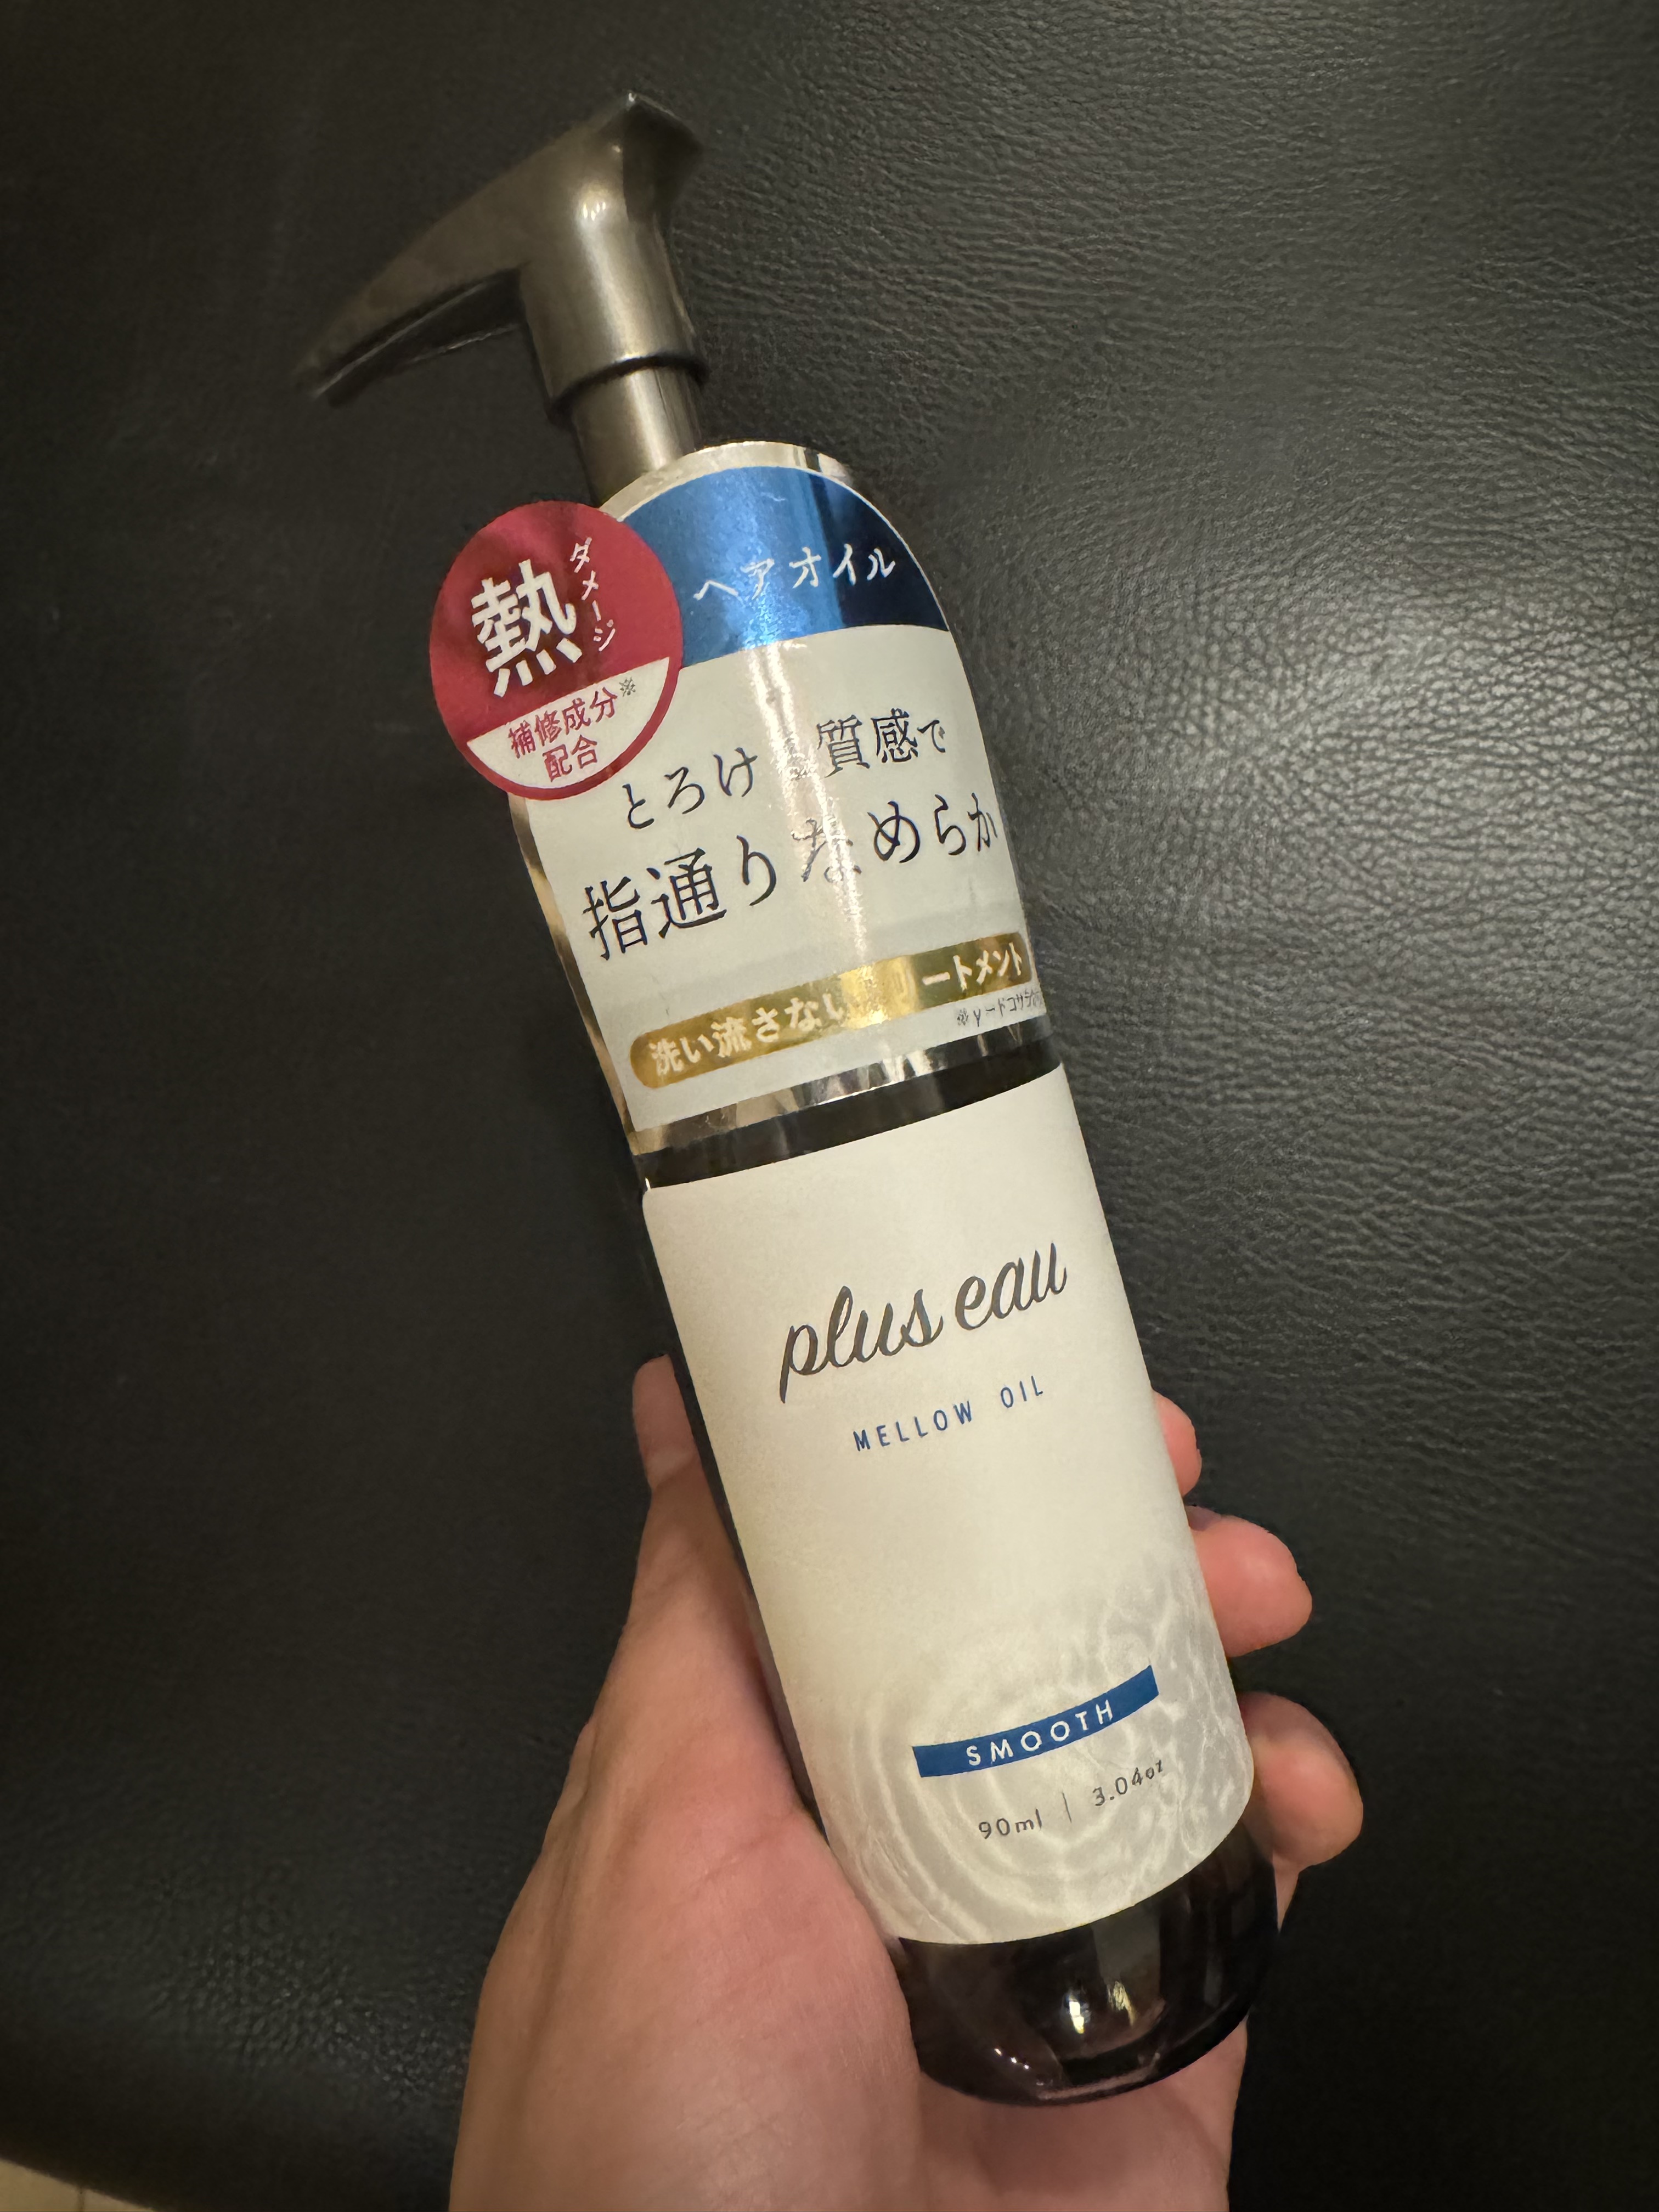 ヘアオイル
熱
ダメージ
補修成分※
配合
とろけ 質感で
指通りなめらか
洗い流さない
ートメント
plus eau
MELLOW OIL
SMOOTH
90ml | 3.04oz